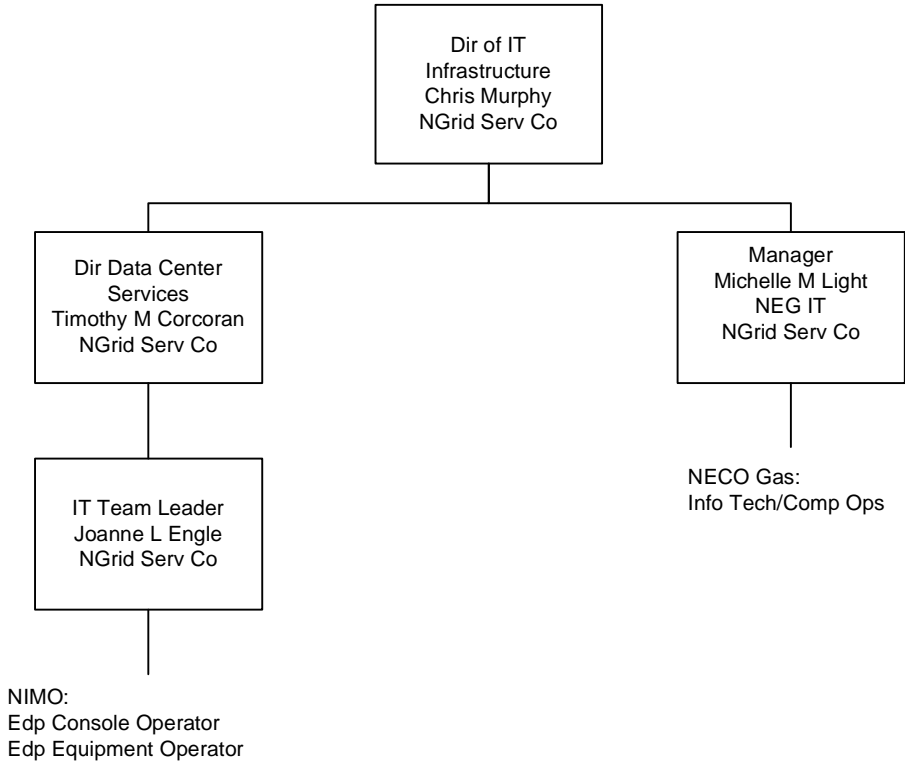 Dir of IT
Infrastructure
Chris Murphy
NGrid Serv Co
Dir Data Center
Services
Timothy M Corcoran
NGrid Serv Co
Manager
Michelle M Light
NEG IT
NGrid Serv Co
IT Team Leader
Joanne L Engle
NGrid Serv Co
NECO Gas:
Info Tech/Comp Ops
NIMO:
Edp Console Operator
Edp Equipment Operator